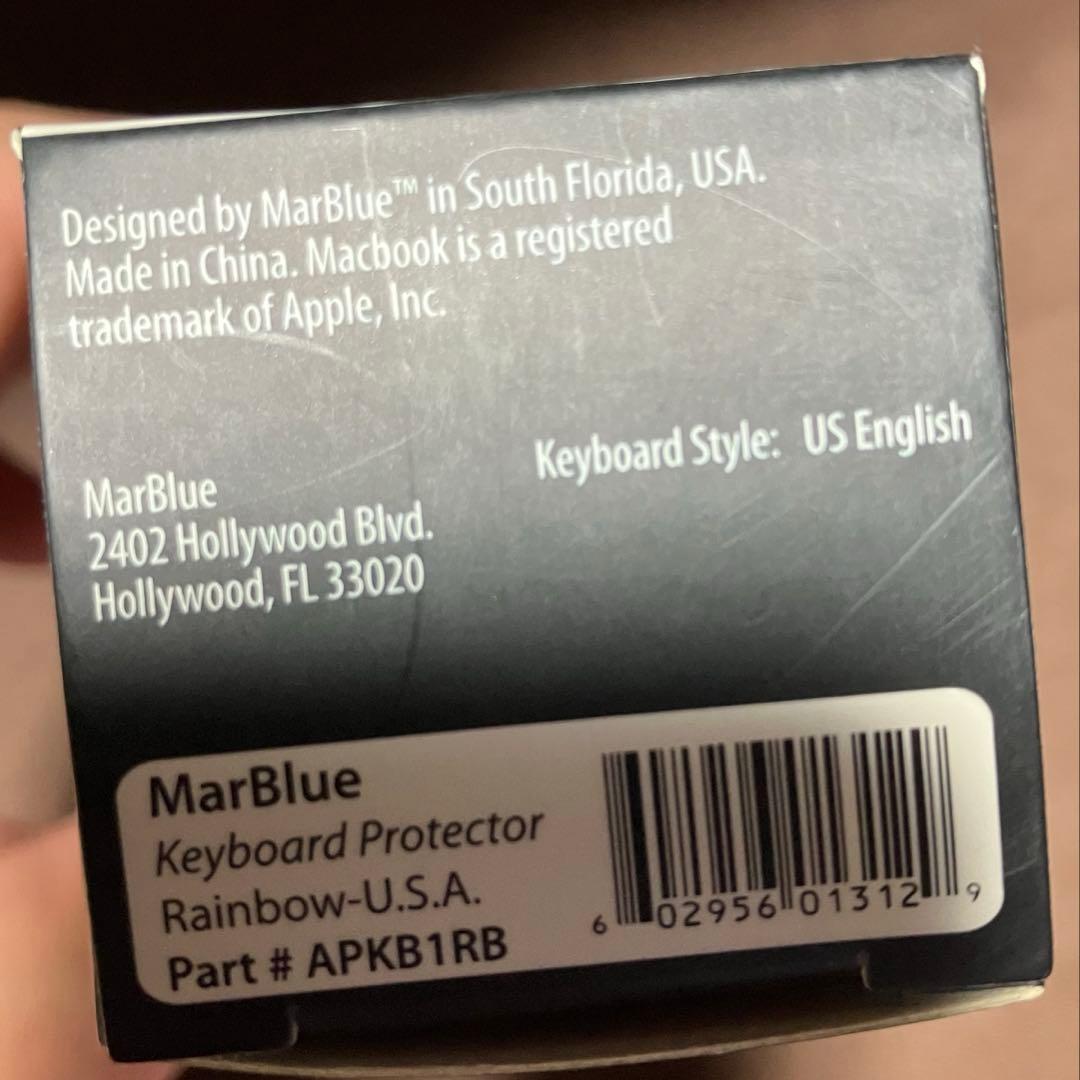 Designed by MarBlue™ in South Florida, USA.
Made in China. Macbook is a registered
trademark of Apple, Inc.
Keyboard Style: US English
MarBlue
2402 Hollywood Blvd.
Hollywood, FL 33020
MarBlue
Keyboard Protector
Rainbow-U.S.A.
Part # APKB1RB
6 02956 01312 9